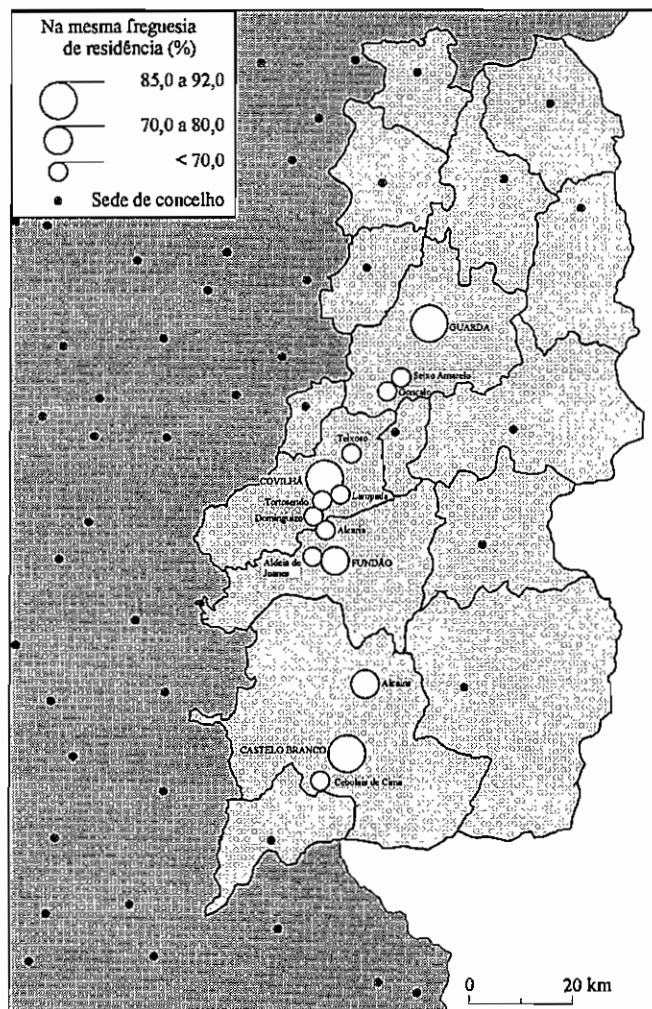 Na mesma freguesia
de residência (%)
85,0 a 92,0
70,0 a 80,0
< 70,0
Sede de concelho
GUARDA
Seixo Amarelo
Gonçalo
Teixoso
COVILHÃ
Tortosendo
Dominguizo
Alcaria
Aldeia de
Joanes
FUNDÃO
Alcains
CASTELO BRANCO
Cebolais de Cima
0
20 km